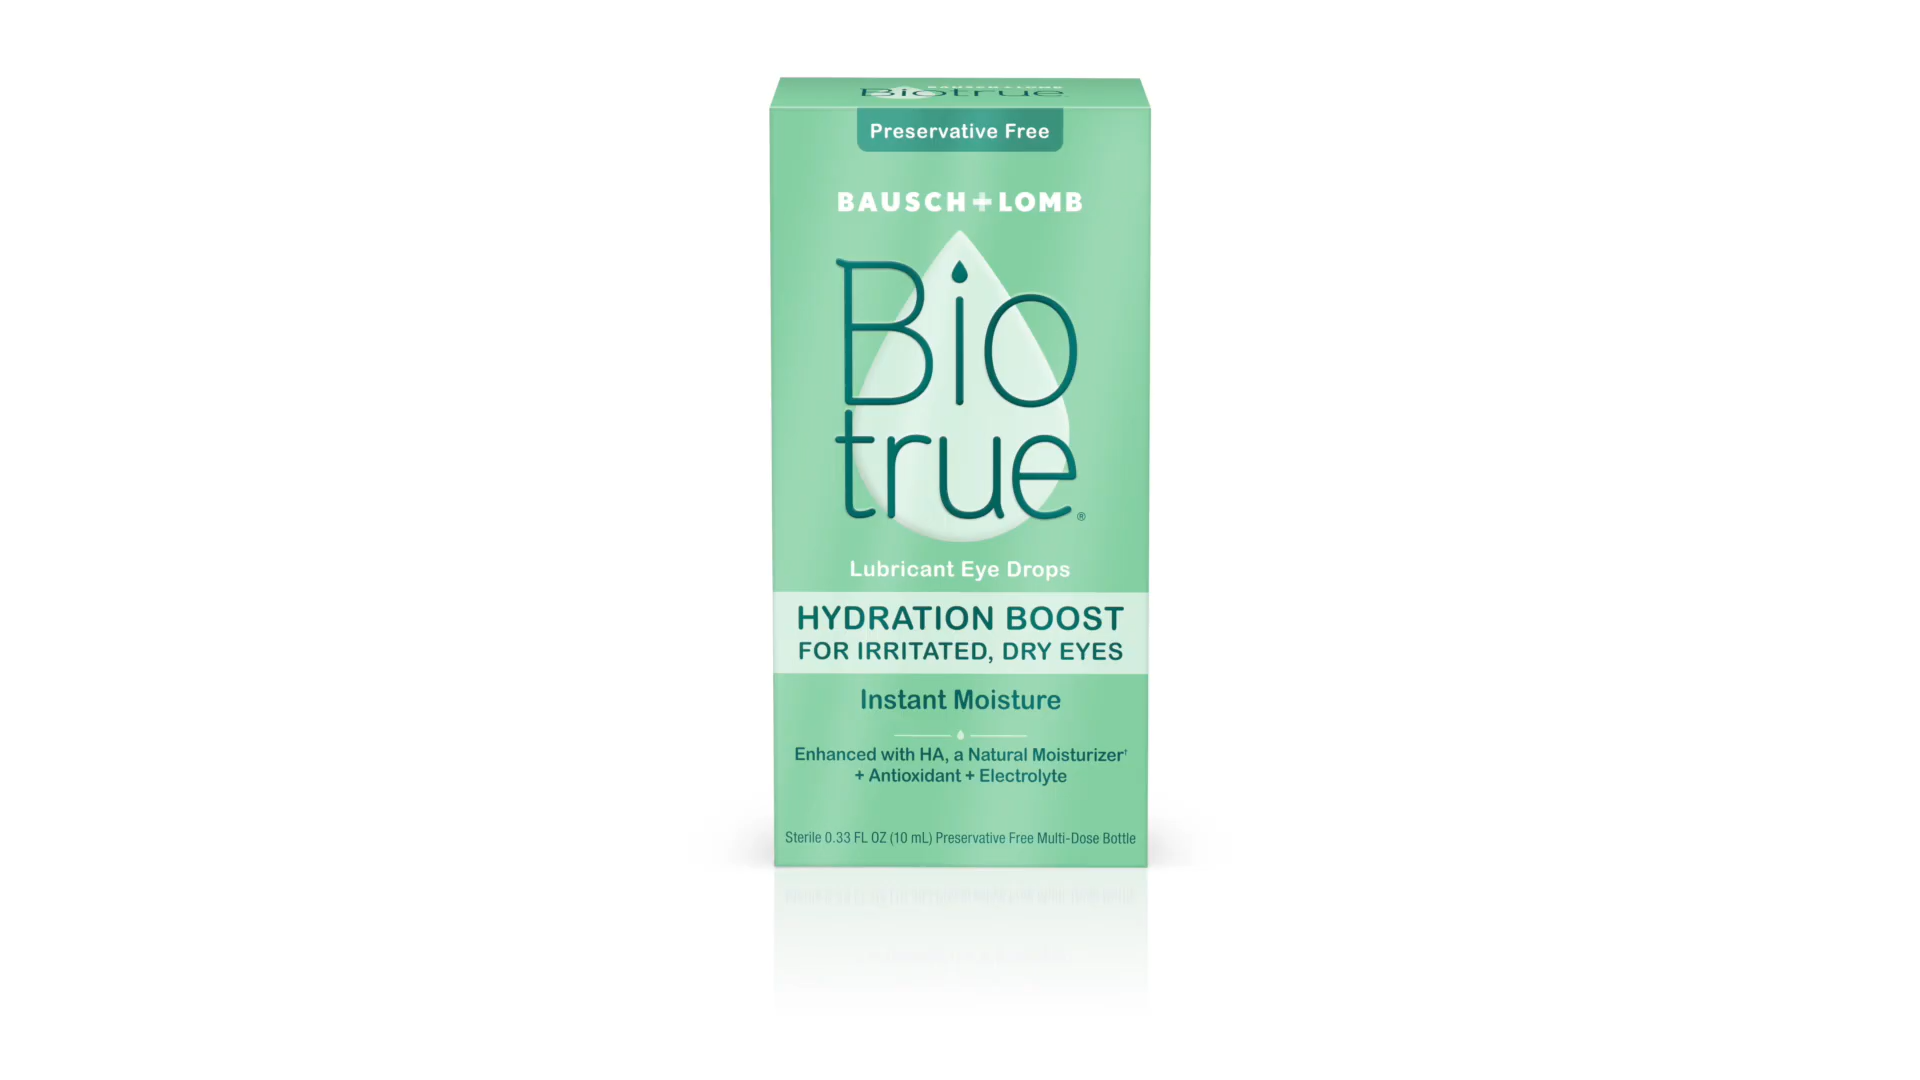 Biotrue
Preservative Free
BAUSCH + LOMB
Bio
true®
Lubricant Eye Drops
HYDRATION BOOST
FOR IRRITATED, DRY EYES
Instant Moisture
Enhanced with HA, a Natural Moisturizer†
+ Antioxidant + Electrolyte
Sterile 0.33 FL OZ (10 mL) Preservative Free Multi-Dose Bottle